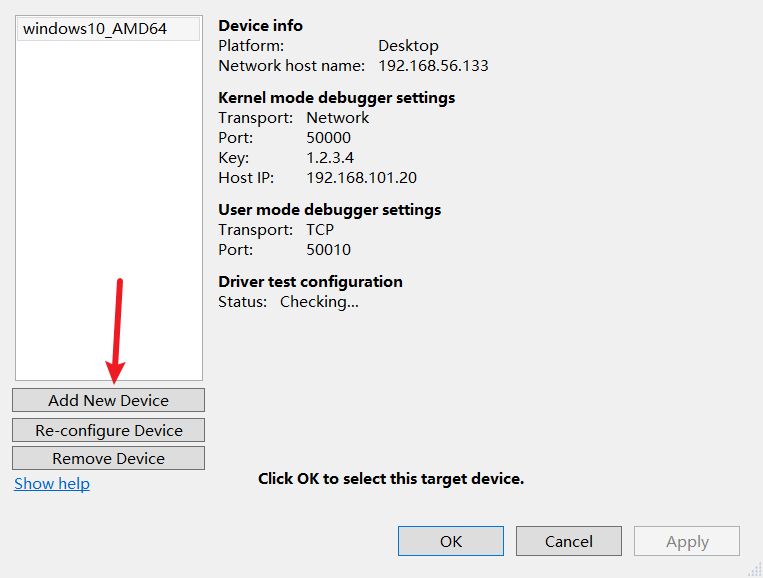 windows10_AMD64
Device info
Platform: Desktop
Network host name: 192.168.56.133
Kernel mode debugger settings
Transport: Network
Port: 50000
Key: 1.2.3.4
Host IP: 192.168.101.20
User mode debugger settings
Transport: TCP
Port: 50010
Driver test configuration
Status: Checking...
Add New Device
Re-configure Device
Remove Device
Show help
Click OK to select this target device.
OK Cancel Apply